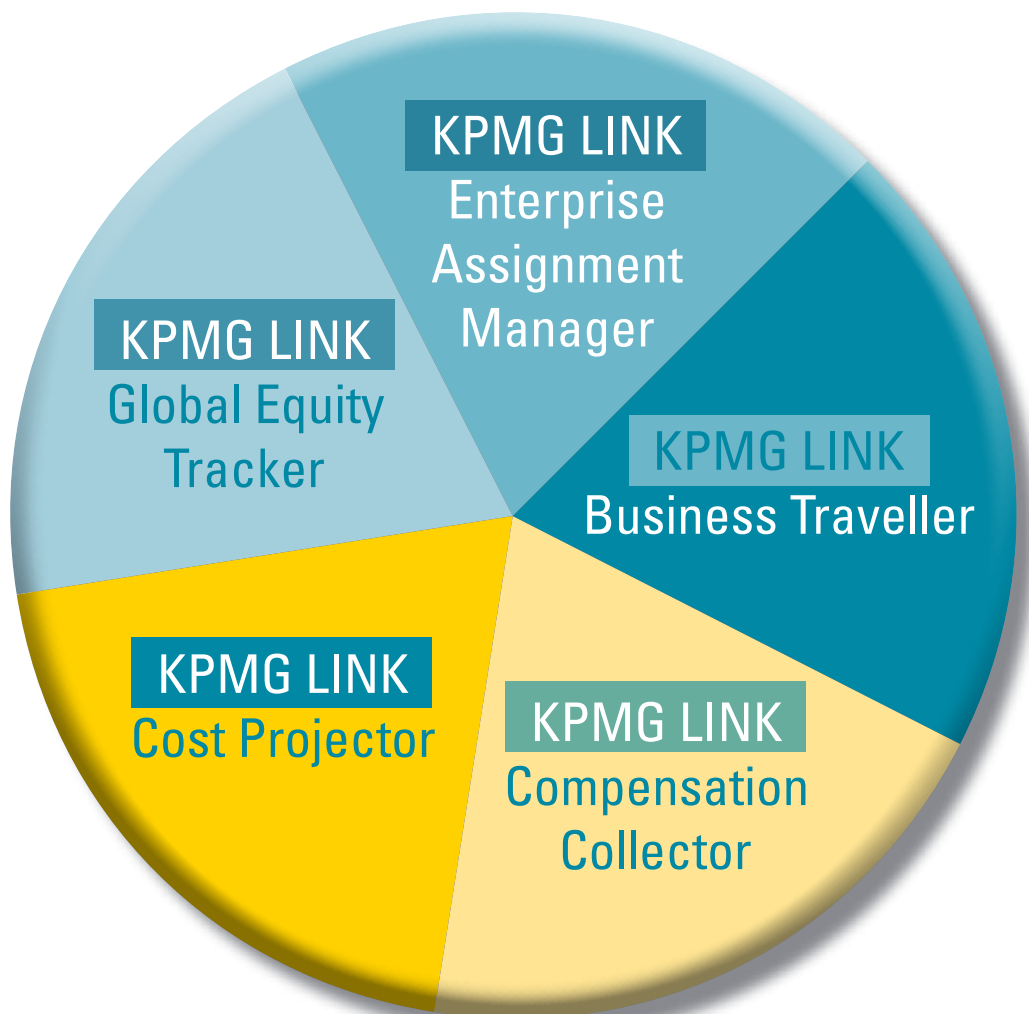 KPMG LINK
Enterprise
Assignment
Manager
KPMG LINK
Business Traveller
KPMG LINK
Compensation
Collector
KPMG LINK
Cost Projector
KPMG LINK
Global Equity
Tracker